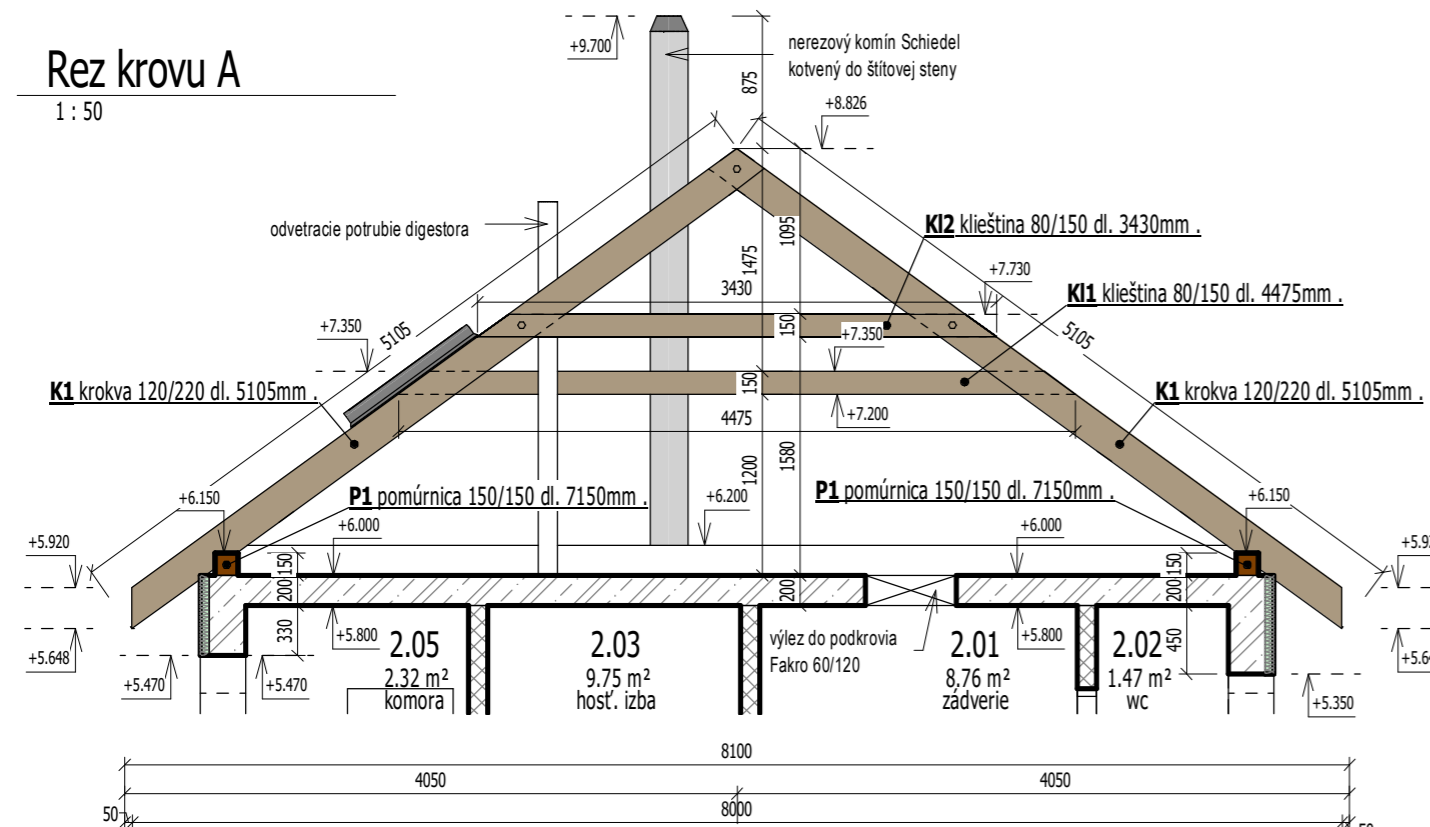 Rez krovu A
1 : 50
+9.700
nerezový komín Schiedel
kotvený do štítovej steny
875
+8.826
odvetracie potrubie digestora
Kl2 klieština 80/150 dl. 3430mm .
1095
1475
+7.730
Kl1 klieština 80/150 dl. 4475mm .
3430
+7.350
5105
150
+7.350
5105
K1 krokva 120/220 dl. 5105mm .
150
K1 krokva 120/220 dl. 5105mm .
+7.200
4475
1200
1580
+6.150
P1 pomúrnica 150/150 dl. 7150mm .
+6.200
P1 pomúrnica 150/150 dl. 7150mm .
+6.150
+6.000
+6.000
+5.920
150
150
200
200
200
330
+5.800
+5.800
450
+5.648
2.05
2.03
výlez do podkrovia
Fakro 60/120
2.01
2.02
+5.470
+5.470
2.32 m²
9.75 m²
8.76 m²
1.47 m²
komora
hosť. izba
zádverie
wc
+5.350
8100
4050
4050
50
8000